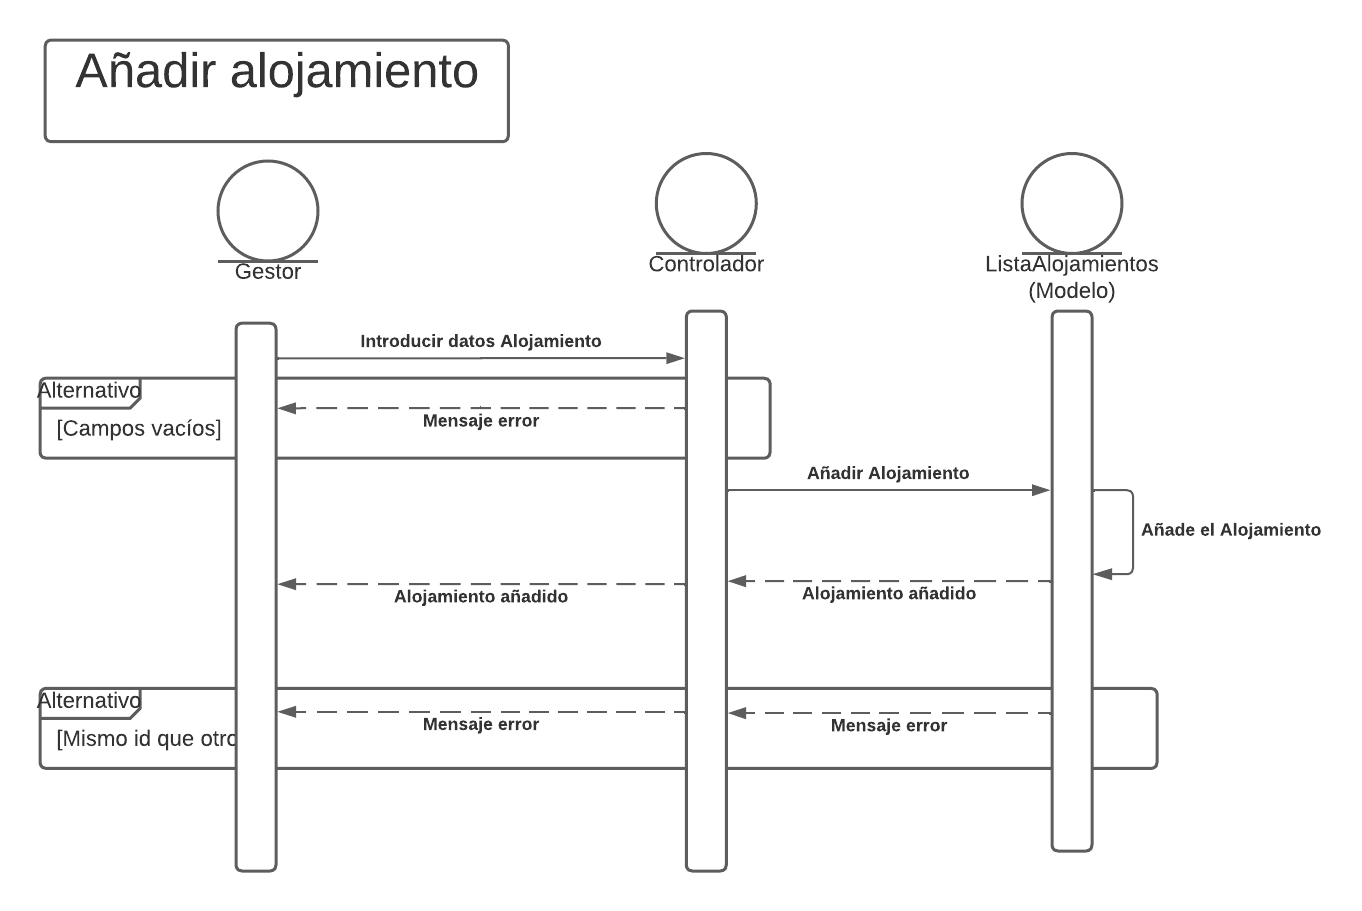 Añadir alojamiento
Gestor
Controlador
ListaAlojamientos
(Modelo)
Introducir datos Alojamiento
Alternativo
[Campos vacíos]
Mensaje error
Añadir Alojamiento
Añade el Alojamiento
Alojamiento añadido
Alojamiento añadido
Alternativo
[Mismo id que otro
Mensaje error
Mensaje error